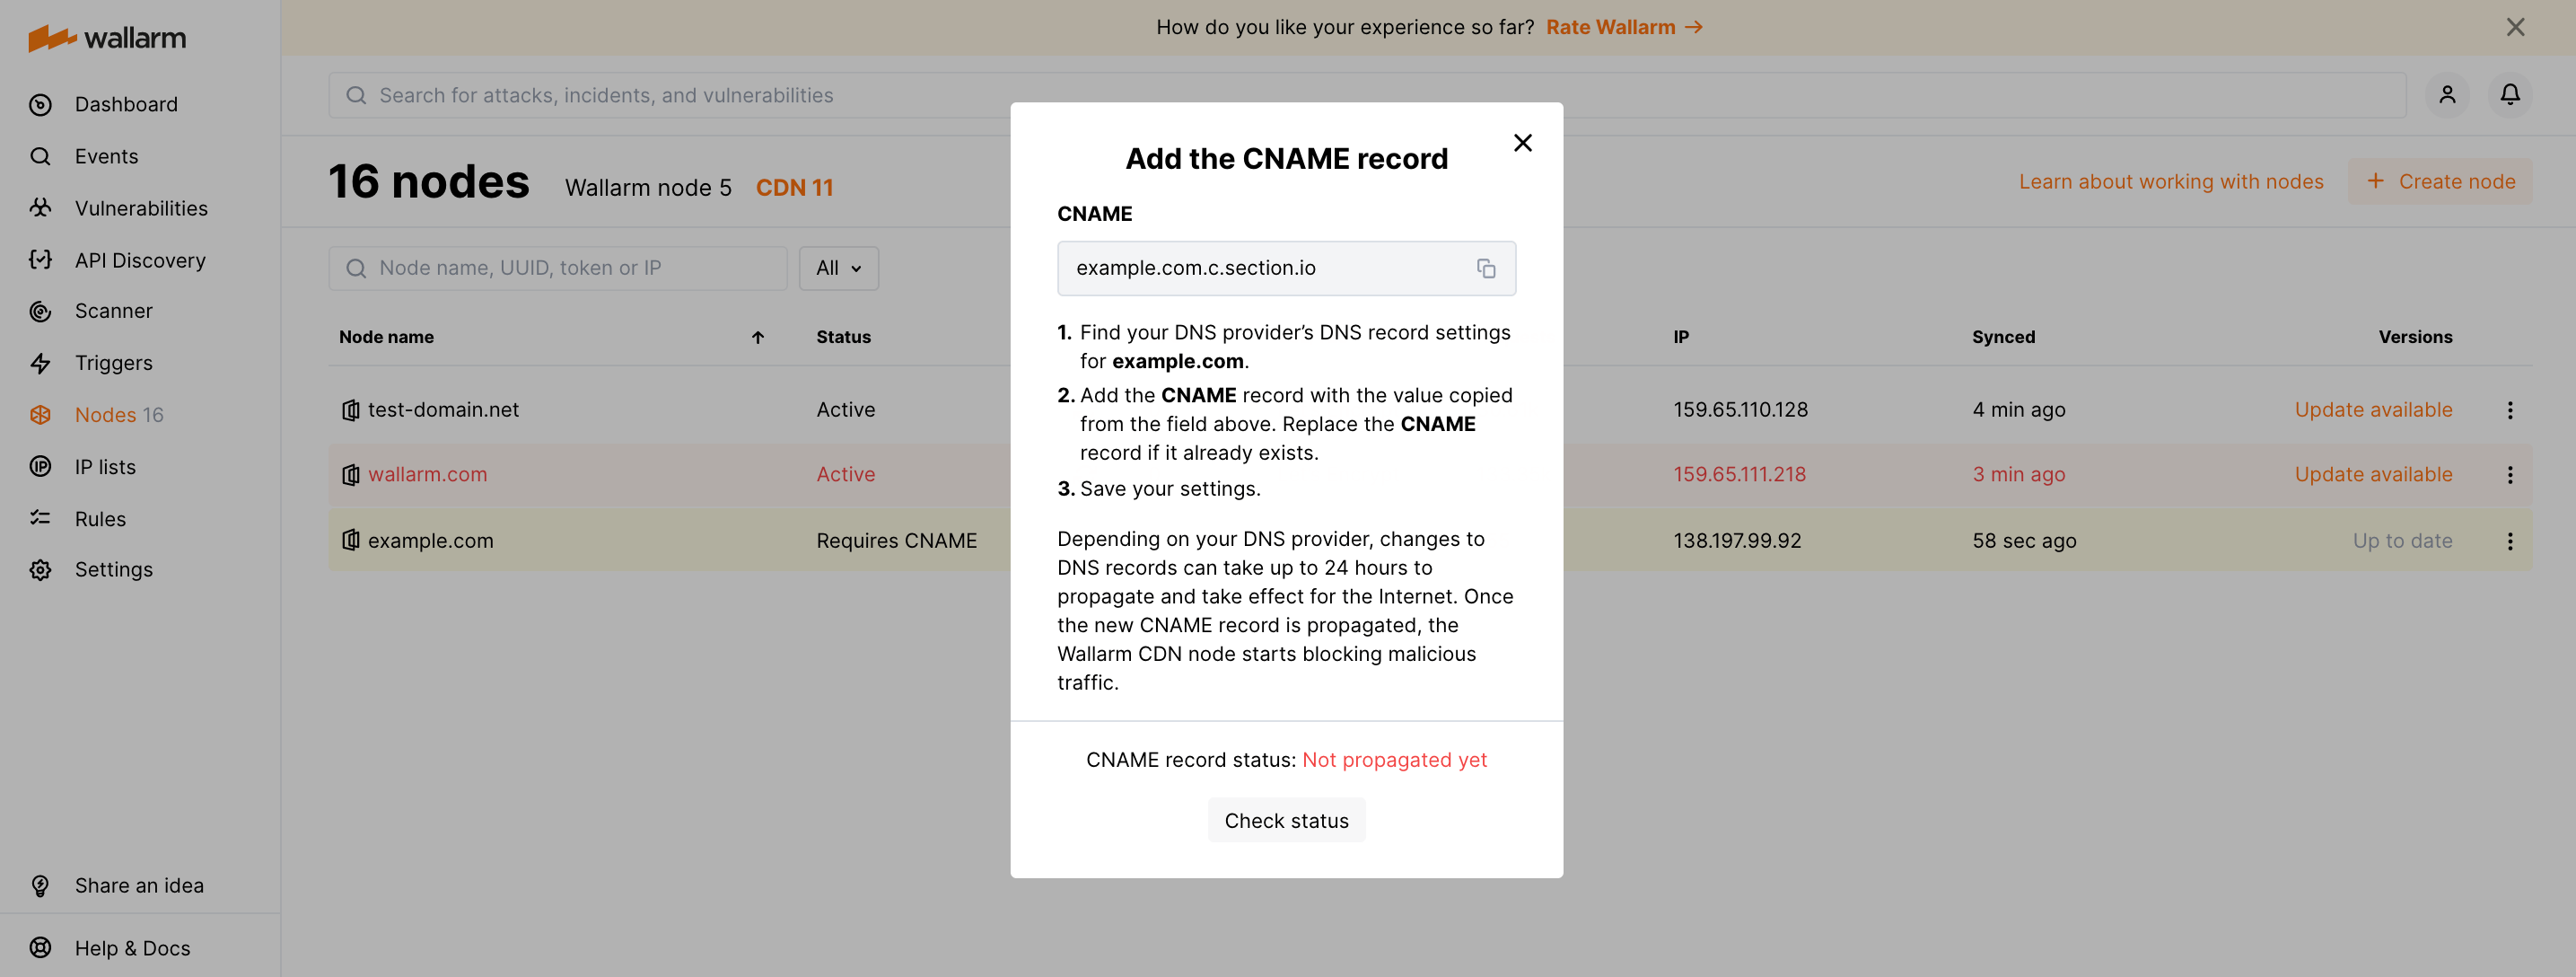 wallarm
How do you like your experience so far? Rate Wallarm →
Dashboard
Events
Vulnerabilities
API Discovery
Scanner
Triggers
Nodes 16
IP lists
Rules
Settings
Share an idea
Help & Docs
Search for attacks, incidents, and vulnerabilities
16 nodes Wallarm node 5 CDN 11
Learn about working with nodes + Create node
Node name, UUID, token or IP All
Node name ↑ Status IP Synced Versions
test-domain.net Active 159.65.110.128 4 min ago Update available
wallarm.com Active 159.65.111.218 3 min ago Update available
example.com Requires CNAME 138.197.99.92 58 sec ago Up to date
Add the CNAME record
CNAME
example.com.c.section.io
1. Find your DNS provider’s DNS record settings
for example.com.
2. Add the CNAME record with the value copied
from the field above. Replace the CNAME
record if it already exists.
3. Save your settings.
Depending on your DNS provider, changes to
DNS records can take up to 24 hours to
propagate and take effect for the Internet. Once
the new CNAME record is propagated, the
Wallarm CDN node starts blocking malicious
traffic.
CNAME record status: Not propagated yet
Check status